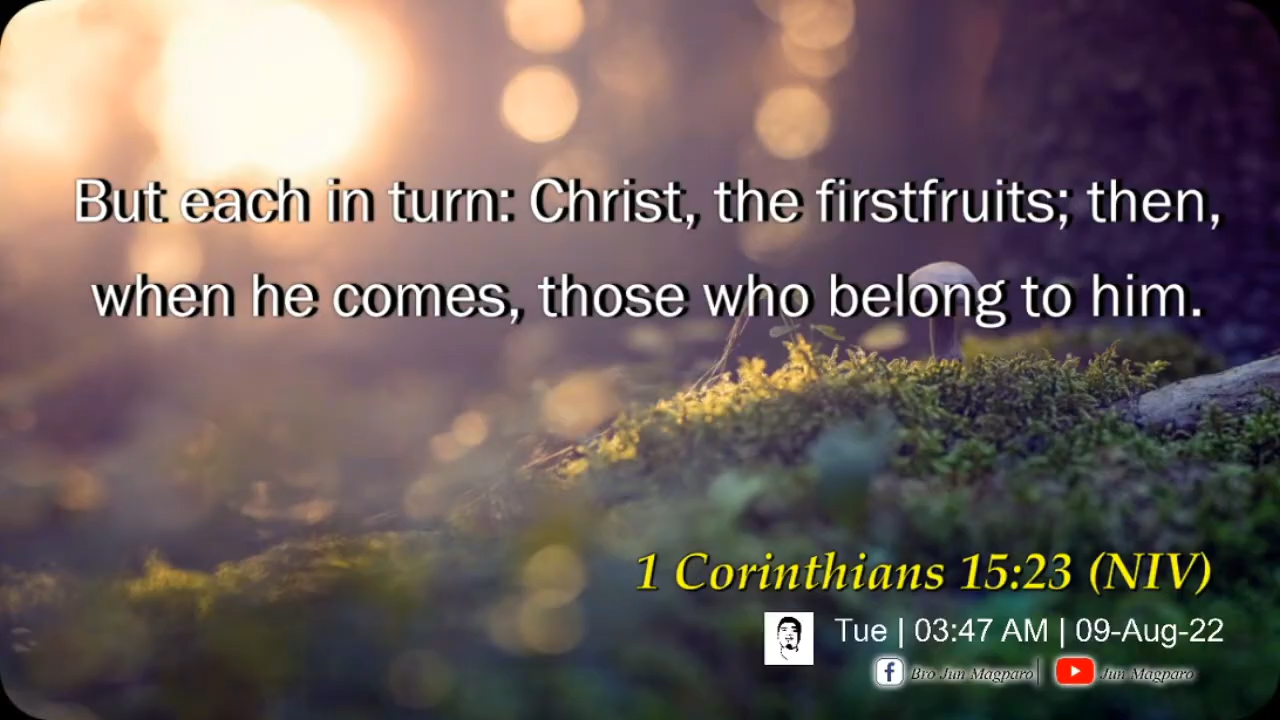 But each in turn: Christ, the firstfruits; then,
when he comes, those who belong to him.
1 Corinthians 15:23 (NIV)
Tue | 03:47 AM | 09-Aug-22
Bro Jun Magparo | Jun Magparo